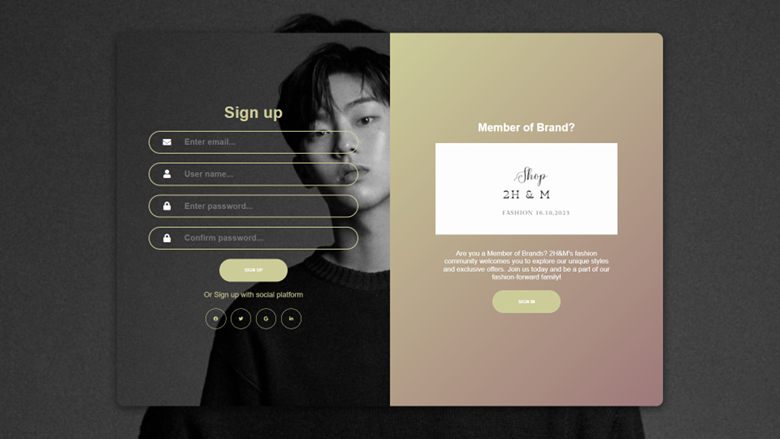 Sign up
Enter email...
User name...
Enter password...
Confirm password...
SIGN UP
Or Sign up with social platform
Member of Brand?
Shop
2H & M
FASHION 16.10.2023
Are you a Member of Brands? 2H&M's fashion
community welcomes you to explore our unique styles
and exclusive offers. Join us today and be a part of our
fashion-forward family!
SIGN IN